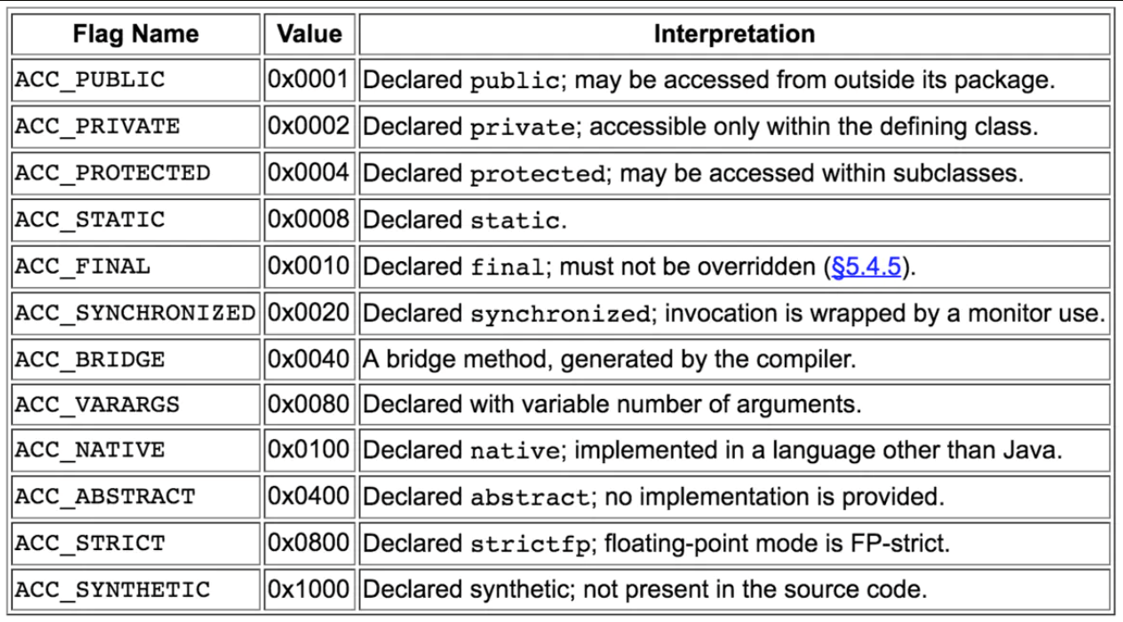 Flag Name Value Interpretation
ACC_PUBLIC 0x0001 Declared public; may be accessed from outside its package.
ACC_PRIVATE 0x0002 Declared private; accessible only within the defining class.
ACC_PROTECTED 0x0004 Declared protected; may be accessed within subclasses.
ACC_STATIC 0x0008 Declared static.
ACC_FINAL 0x0010 Declared final; must not be overridden (§5.4.5).
ACC_SYNCHRONIZED 0x0020 Declared synchronized; invocation is wrapped by a monitor use.
ACC_BRIDGE 0x0040 A bridge method, generated by the compiler.
ACC_VARARGS 0x0080 Declared with variable number of arguments.
ACC_NATIVE 0x0100 Declared native; implemented in a language other than Java.
ACC_ABSTRACT 0x0400 Declared abstract; no implementation is provided.
ACC_STRICT 0x0800 Declared strictfp; floating-point mode is FP-strict.
ACC_SYNTHETIC 0x1000 Declared synthetic; not present in the source code.